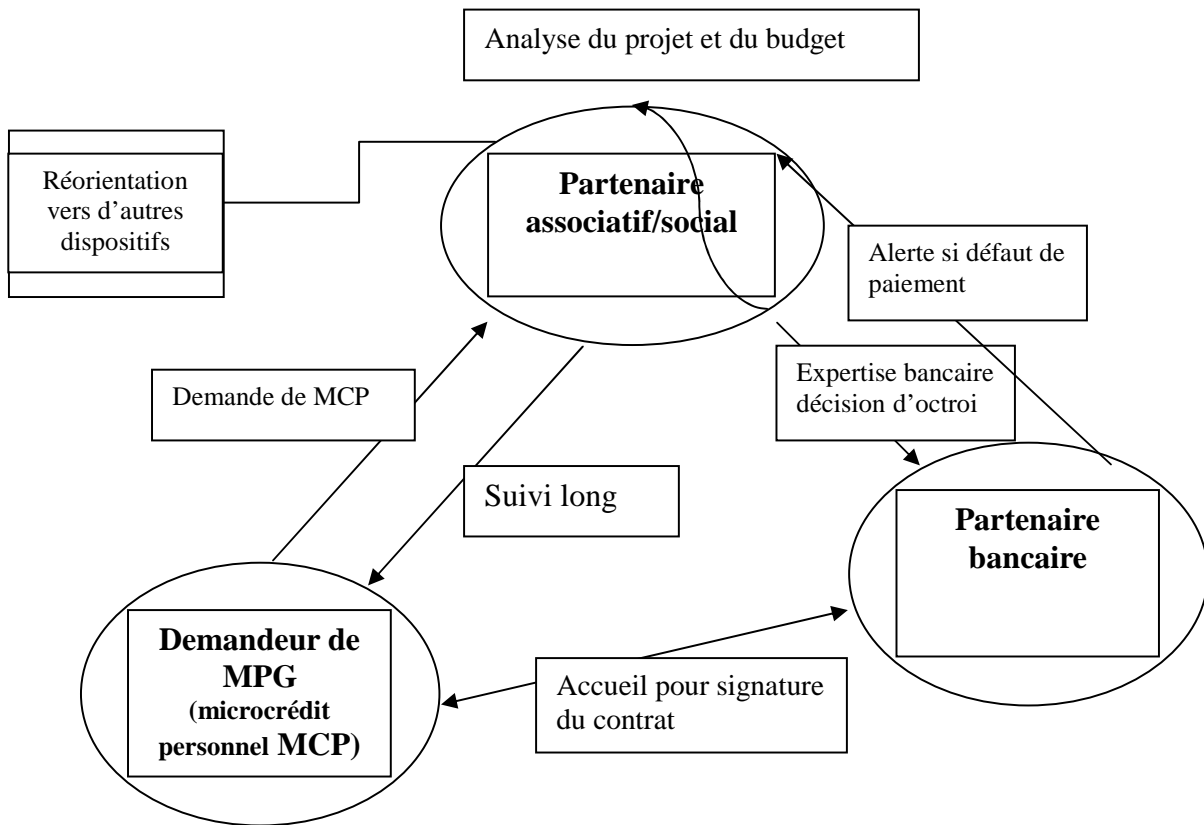 Analyse du projet et du budget
Réorientation
vers d’autres
dispositifs
Partenaire
associatif/social
Alerte si défaut de
paiement
Demande de MCP
Expertise bancaire
décision d’octroi
Suivi long
Partenaire
bancaire
Demandeur de
MPG
(microcrédit
personnel MCP)
Accueil pour signature
du contrat